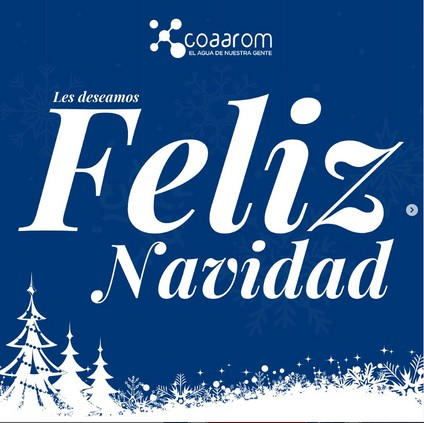 coaarom
EL AGUA DE NUESTRA GENTE
Les deseamos
Feliz
Navidad